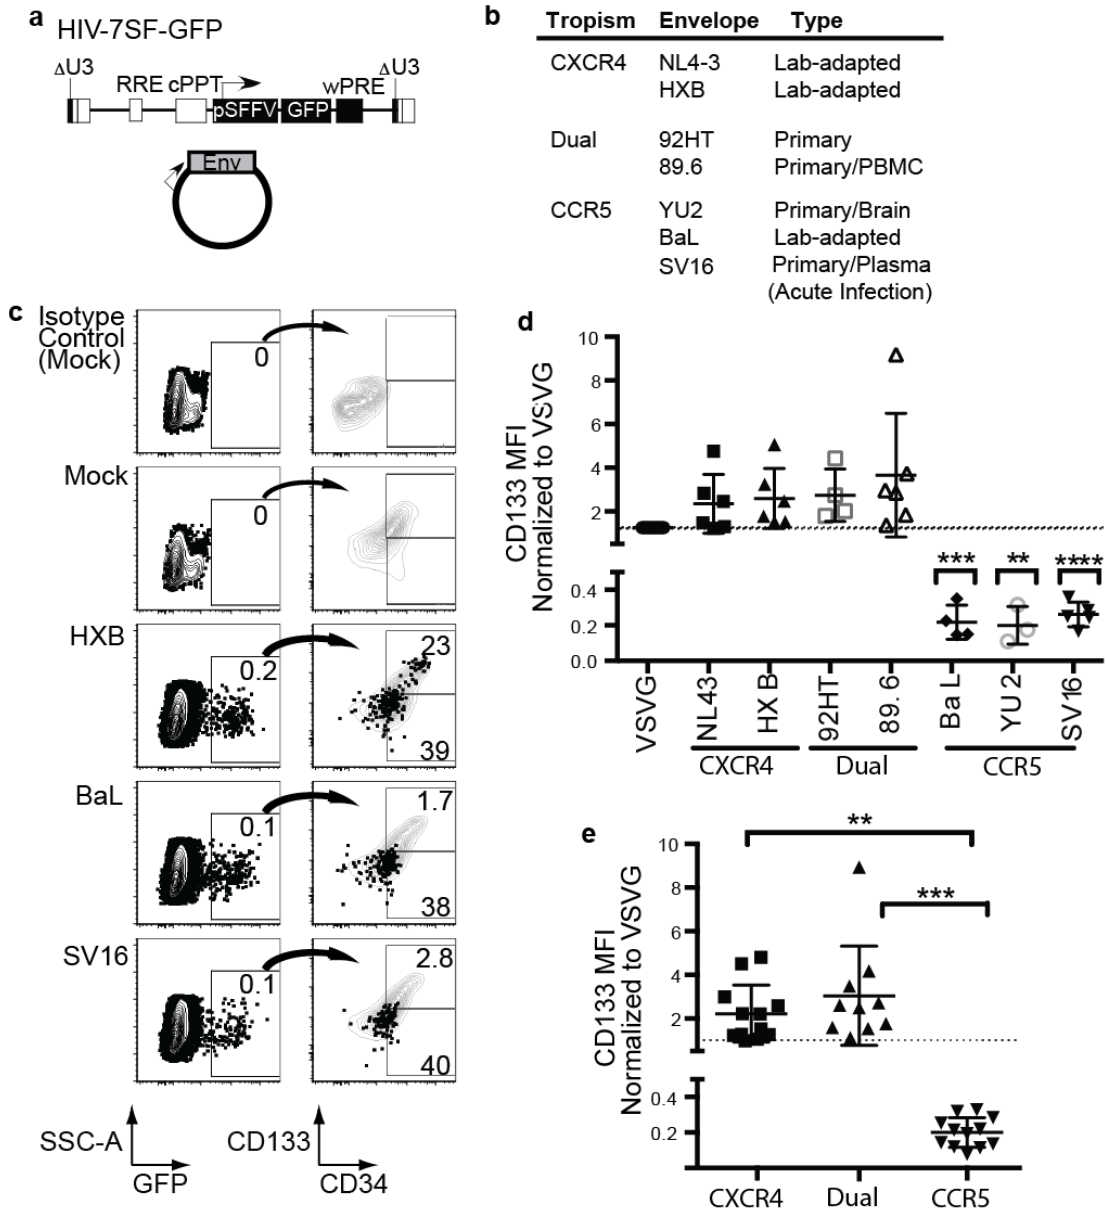 a
HIV-7SF-GFP
ΔU3
RRE cPPT
wPRE
ΔU3
pSFFV
GFP
Env
b
Tropism Envelope Type
CXCR4 NL4-3 Lab-adapted
HXB Lab-adapted
Dual 92HT Primary
89.6 Primary/PBMC
CCR5 YU2 Primary/Brain
BaL Lab-adapted
SV16 Primary/Plasma
(Acute Infection)
c
Isotype
Control
(Mock)
0
Mock
0
HXB
0.2
23
39
BaL
0.1
1.7
38
SV16
0.1
2.8
40
SSC-A
GFP
CD133
CD34
d
CD133 MFI
Normalized to VSVG
10
8
6
4
2
0.4
0.2
0.0
***
**
****
VSVG
NL43
HX B
92HT
89. 6
Ba L
YU 2
SV16
CXCR4
Dual
CCR5
e
CD133 MFI
Normalized to VSVG
10
8
6
4
2
0.4
0.2
**
***
CXCR4
Dual
CCR5